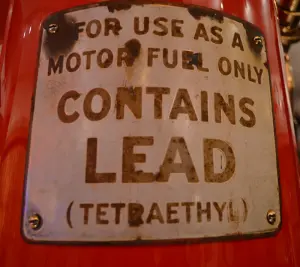 FOR USE AS A
MOTOR FUEL ONLY
CONTAINS
LEAD
(TETRAETHYL)